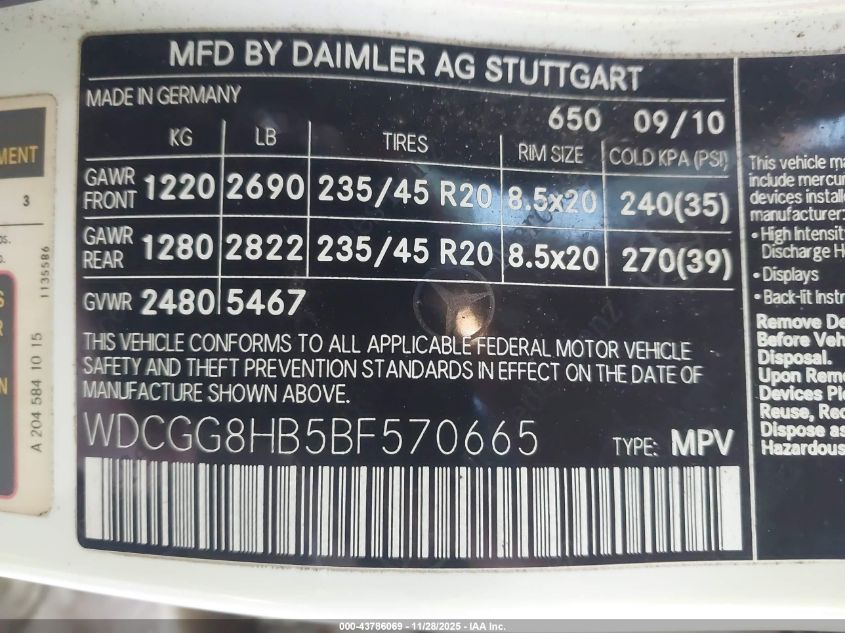 MFD BY DAIMLER AG STUTTGART
MADE IN GERMANY
650 09/10
KG LB TIRES RIM SIZE COLD KPA (PSI)
GAWR FRONT 1220 2690 235/45 R20 8.5x20 240(35)
GAWR REAR 1280 2822 235/45 R20 8.5x20 270(39)
GVWR 2480 5467
THIS VEHICLE CONFORMS TO ALL APPLICABLE FEDERAL MOTOR VEHICLE
SAFETY AND THEFT PREVENTION STANDARDS IN EFFECT ON THE DATE OF
MANUFACTURE SHOWN ABOVE.
WDCGG8HB5BF570665 TYPE: MPV
This vehicle ma
include mercur
devices installe
manufacturer:
• High Intensity
Discharge He
• Displays
• Back-lit Instr
Remove De
Before Veh
Disposal.
Upon Remo
Devices Ple
Reuse, Rec
Dispose as
Hazardous
MENT
3
1135586
A 204 584 10 15
000-43786069 - 11/28/2025 - IAA Inc.